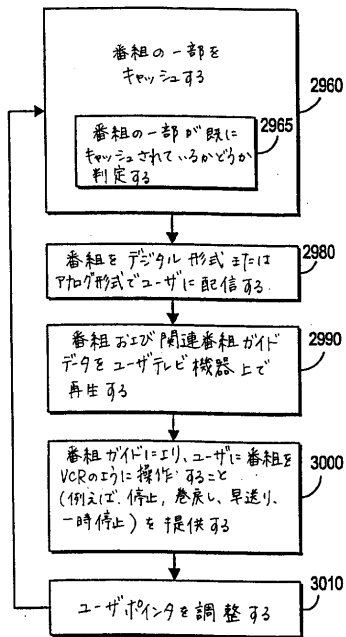 番組の一部を
キャッシュする
2960
番組の一部が既に
キャッシュされているかどうか
判定する
2965
番組をデジタル形式または
アナログ形式でユーザに配信する
2980
番組および関連番組ガイド
データをユーザテレビ機器上で
再生する
2990
番組ガイドにより、ユーザに番組を
VCRのように操作すること
(例えば、停止、巻戻し、早送り、
一時停止)を提供する
3000
ユーザポインタを調整する
3010